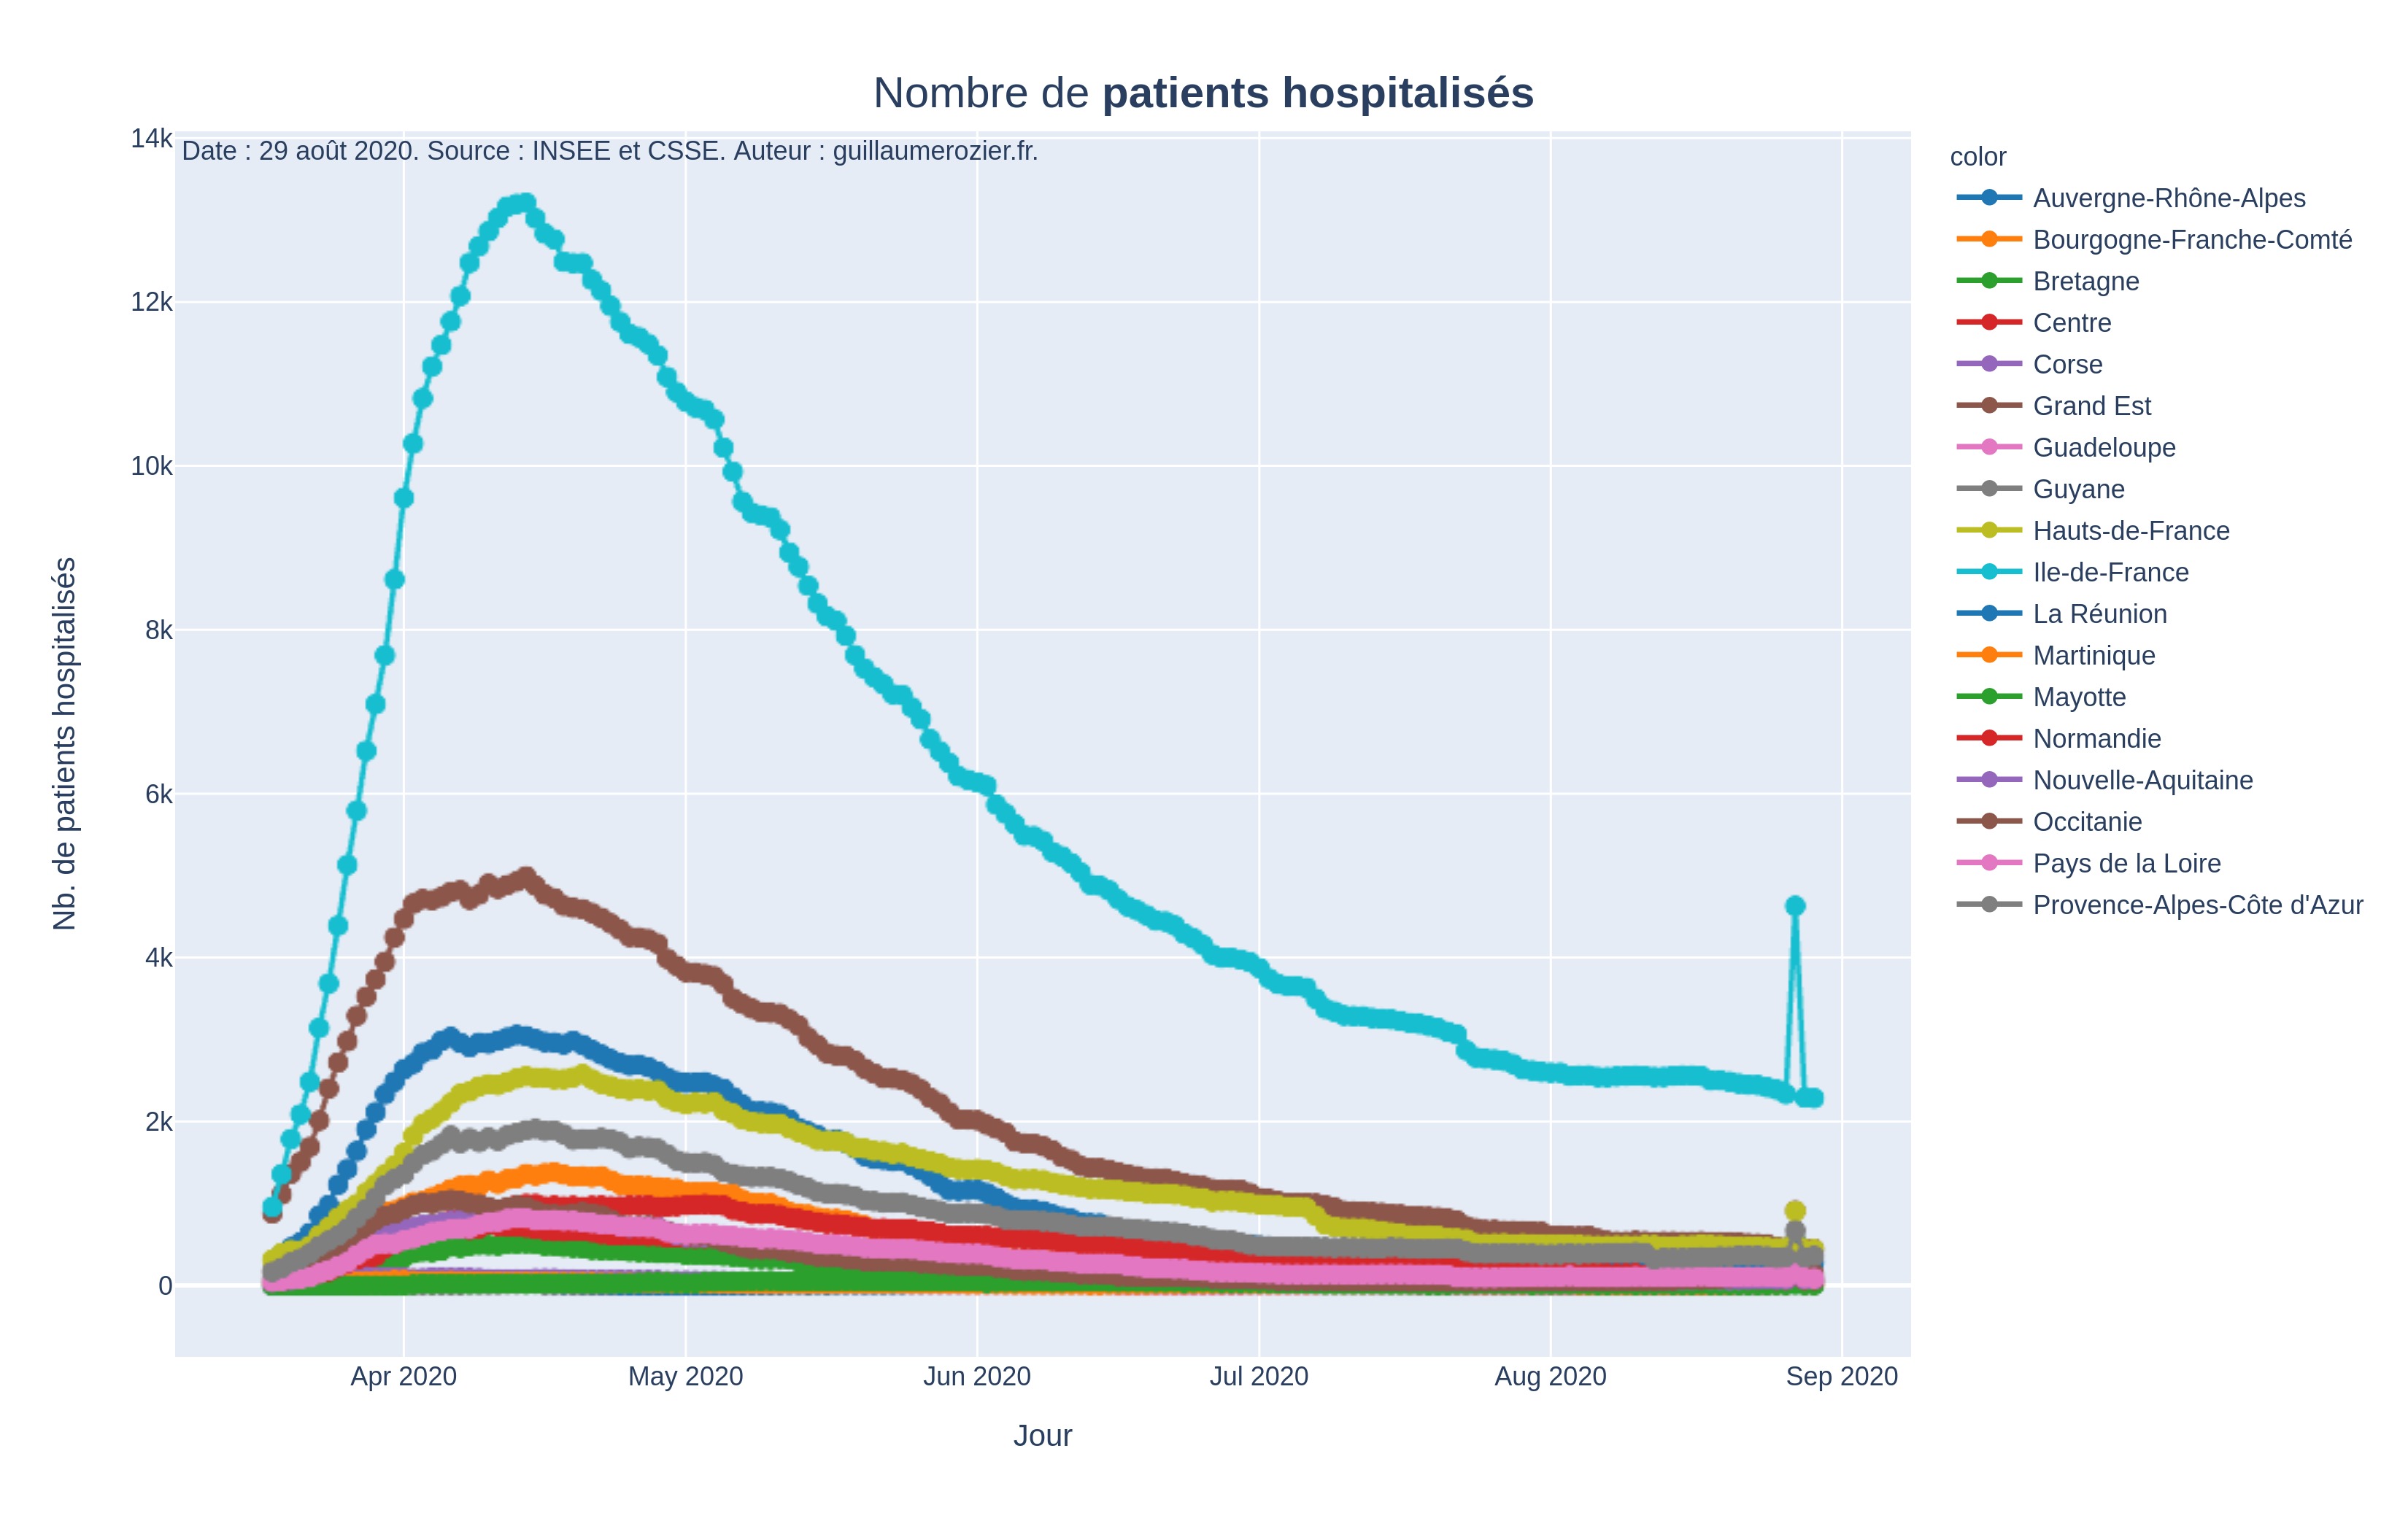 Nombre de patients hospitalisés
Date : 29 août 2020. Source : INSEE et CSSE. Auteur : guillaumerozier.fr.
14k
12k
10k
8k
6k
4k
2k
0
Nb. de patients hospitalisés
Apr 2020
May 2020
Jun 2020
Jul 2020
Aug 2020
Sep 2020
Jour
color
Auvergne-Rhône-Alpes
Bourgogne-Franche-Comté
Bretagne
Centre
Corse
Grand Est
Guadeloupe
Guyane
Hauts-de-France
Ile-de-France
La Réunion
Martinique
Mayotte
Normandie
Nouvelle-Aquitaine
Occitanie
Pays de la Loire
Provence-Alpes-Côte d'Azur